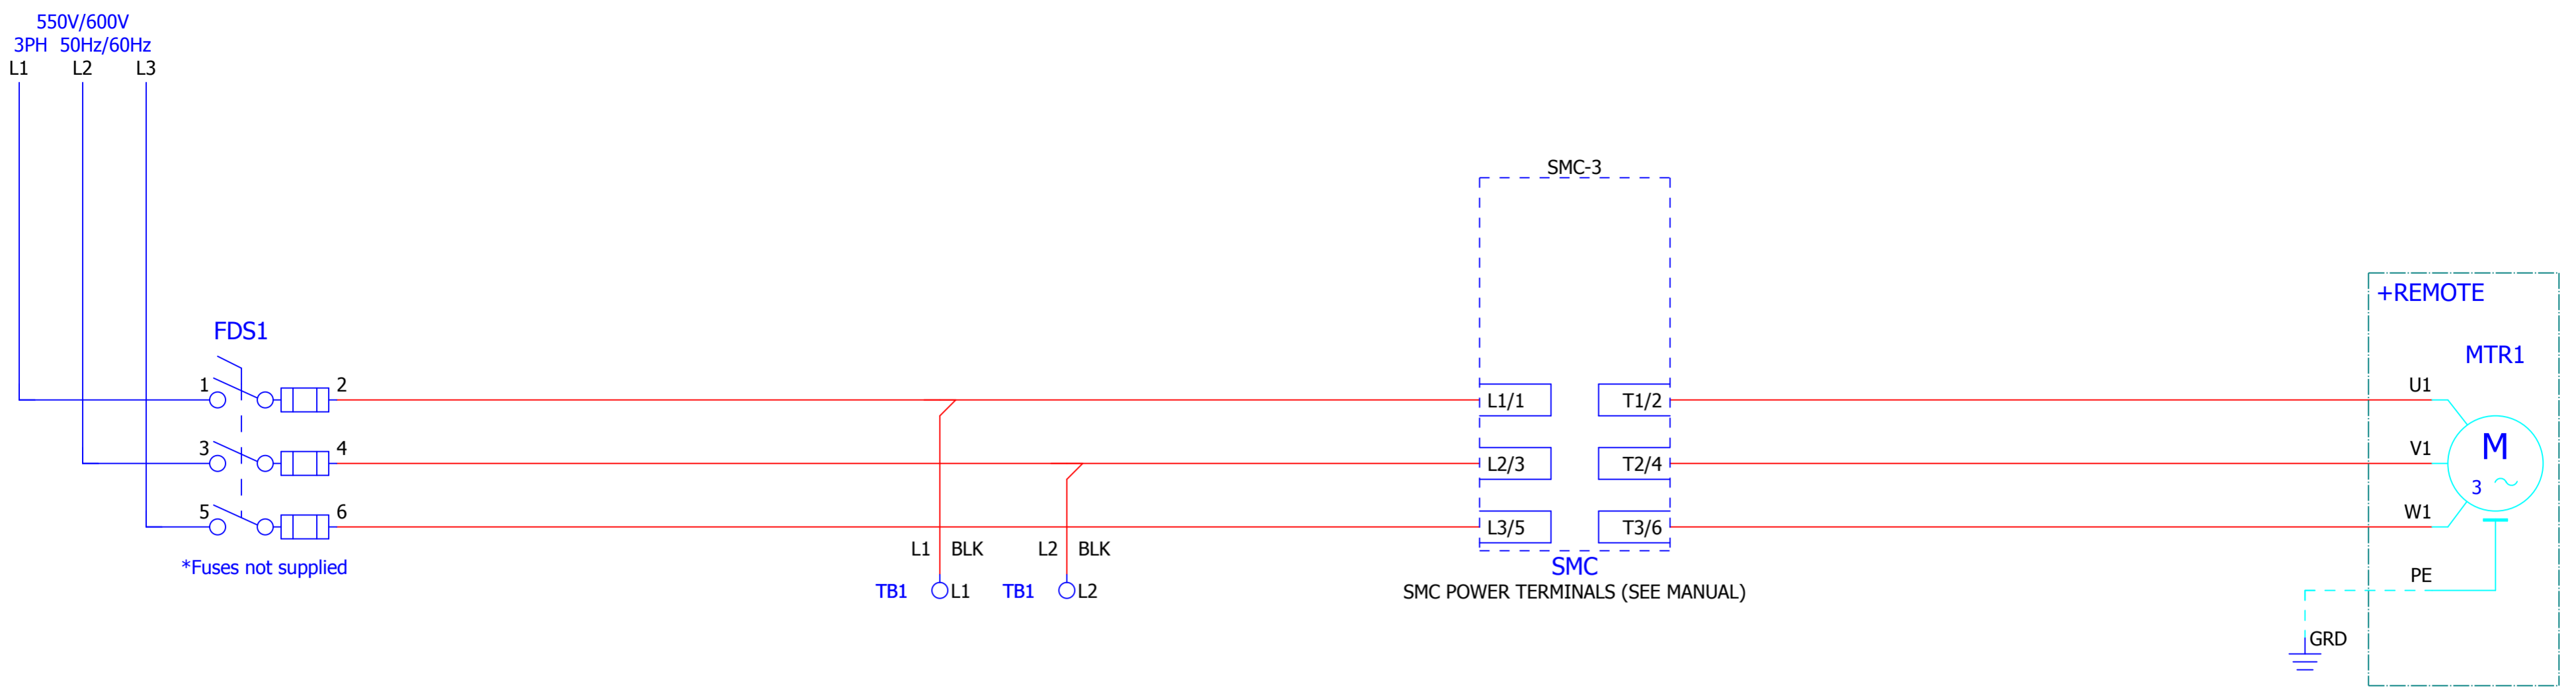 550V/600V
3PH 50Hz/60Hz
L1 L2 L3
SMC-3
+REMOTE
FDS1
MTR1
1 2 L1/1 T1/2 U1
3 4 L2/3 T2/4 V1
M
3
5 6 L3/5 T3/6 W1
L1 BLK L2 BLK
*Fuses not supplied
SMC
PE
TB1 L1 TB1 L2
SMC POWER TERMINALS (SEE MANUAL)
GRD